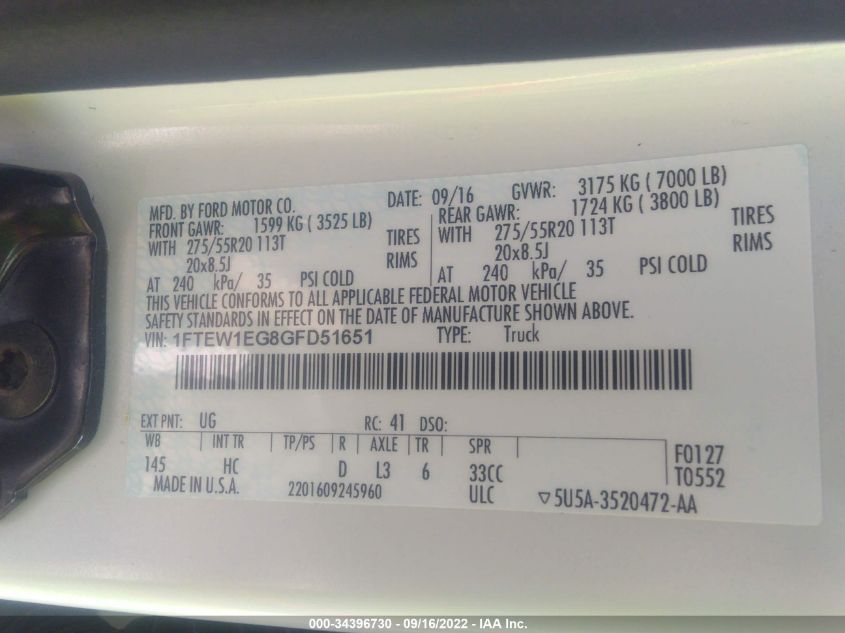 MFD. BY FORD MOTOR CO. DATE: 09/16 GVWR: 3175 KG ( 7000 LB)
FRONT GAWR: 1599 KG ( 3525 LB) REAR GAWR: 1724 KG ( 3800 LB)
WITH 275/55R20 113T TIRES WITH 275/55R20 113T TIRES
20x8.5J RIMS 20x8.5J RIMS
AT 240 kPa/ 35 PSI COLD AT 240 kPa/ 35 PSI COLD
THIS VEHICLE CONFORMS TO ALL APPLICABLE FEDERAL MOTOR VEHICLE
SAFETY STANDARDS IN EFFECT ON THE DATE OF MANUFACTURE SHOWN ABOVE.
VIN: 1FTEW1EG8GFD51651 TYPE: Truck
EXT PNT: UG RC: 41 DSO:
WB INT TR TP/PS R AXLE TR SPR F0127
145 HC D L3 6 33CC T0552
MADE IN U.S.A. 2201609245960 ULC ▽5U5A-3520472-AA
000-34396730 - 09/16/2022 - IAA Inc.